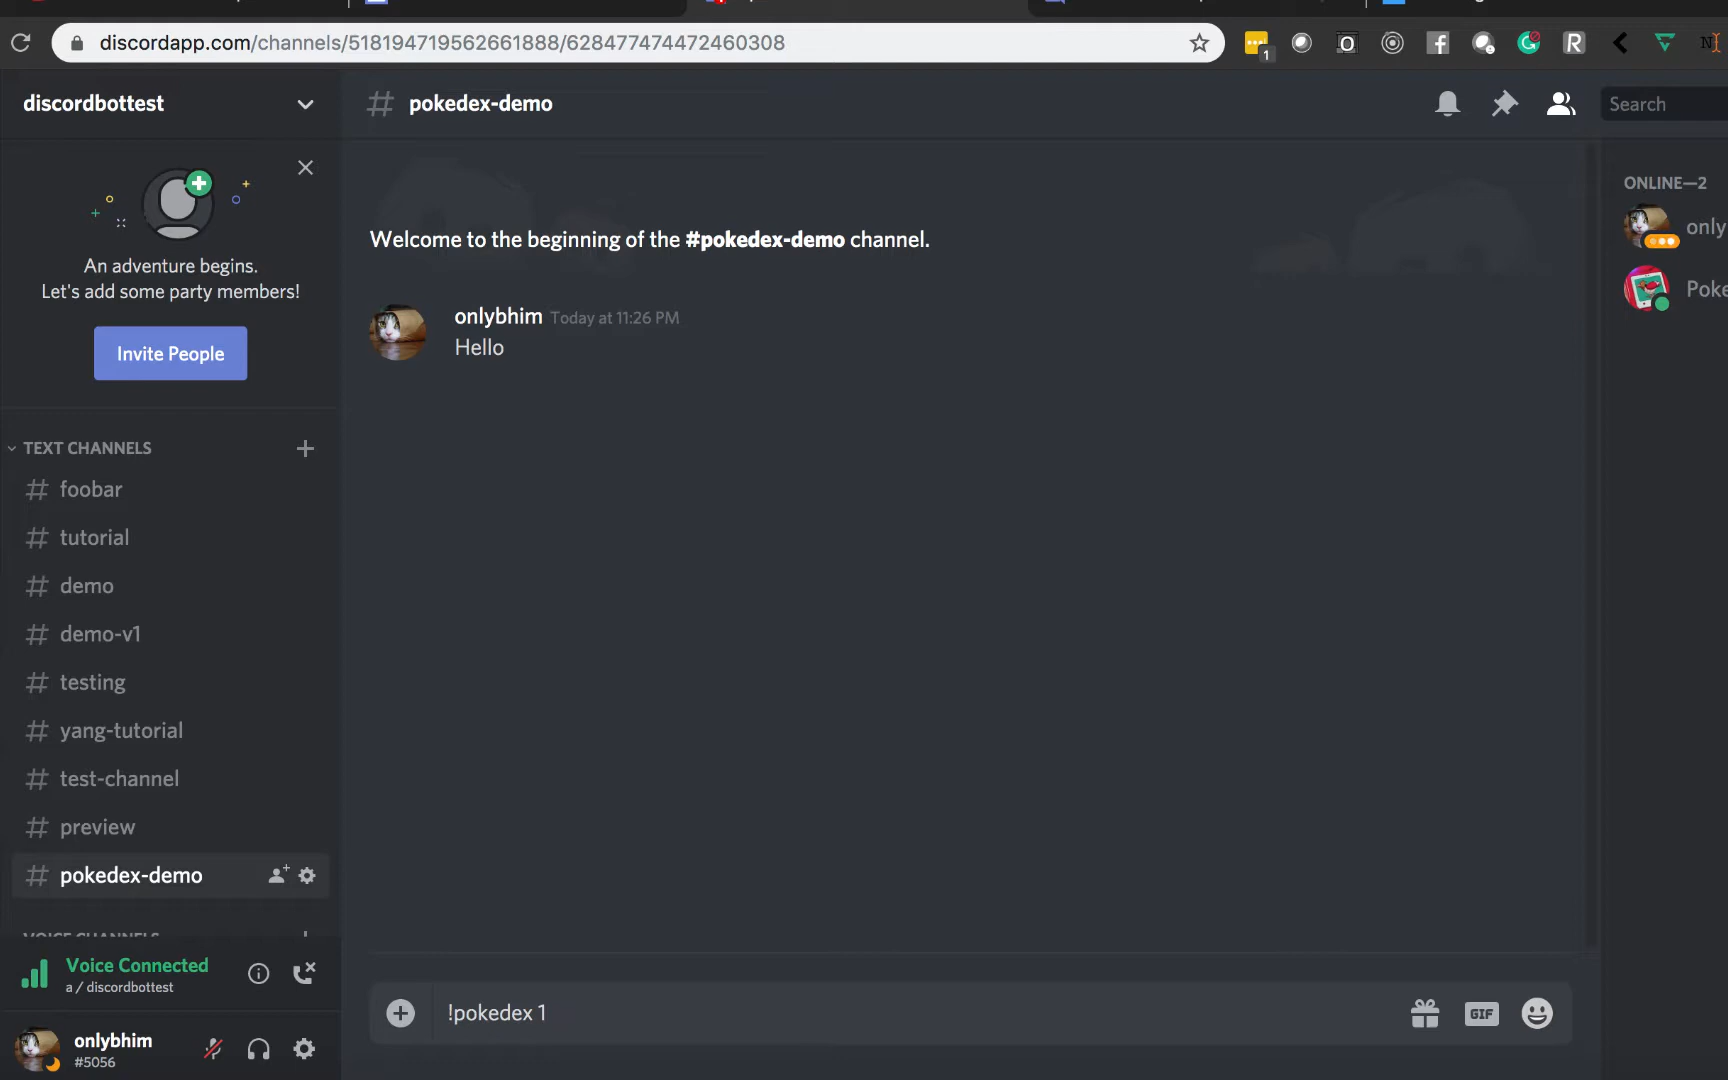 discordapp.com/channels/518194719562661888/628477474472460308
1
discordbottest
pokedex-demo
Search
An adventure begins.
Let's add some party members!
Invite People
Welcome to the beginning of the #pokedex-demo channel.
onlybhim Today at 11:26 PM
Hello
ONLINE—2
only
Poke
TEXT CHANNELS
foobar
tutorial
demo
demo-v1
testing
yang-tutorial
test-channel
preview
pokedex-demo
VOICE CHANNELS
Voice Connected
a / discordbottest
!pokedex 1
GIF
onlybhim
#5056